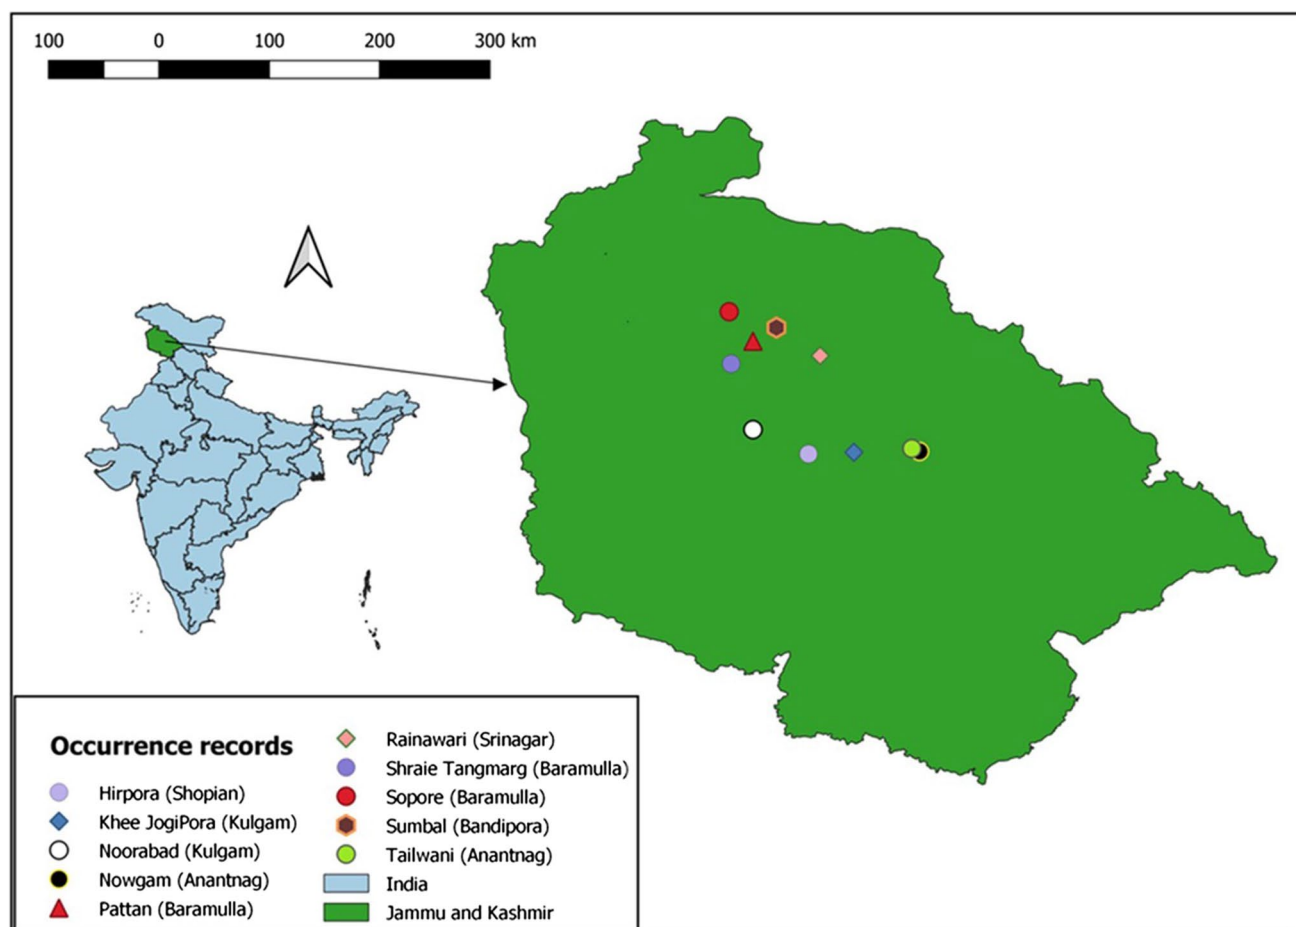 100 0 100 200 300 km
Occurrence records
Hirpora (Shopian)
Khee JogiPora (Kulgam)
Noorabad (Kulgam)
Nowgam (Anantnag)
Pattan (Baramulla)
Rainawari (Srinagar)
Shraie Tangmarg (Baramulla)
Sopore (Baramulla)
Sumbal (Bandipora)
Tailwani (Anantnag)
India
Jammu and Kashmir